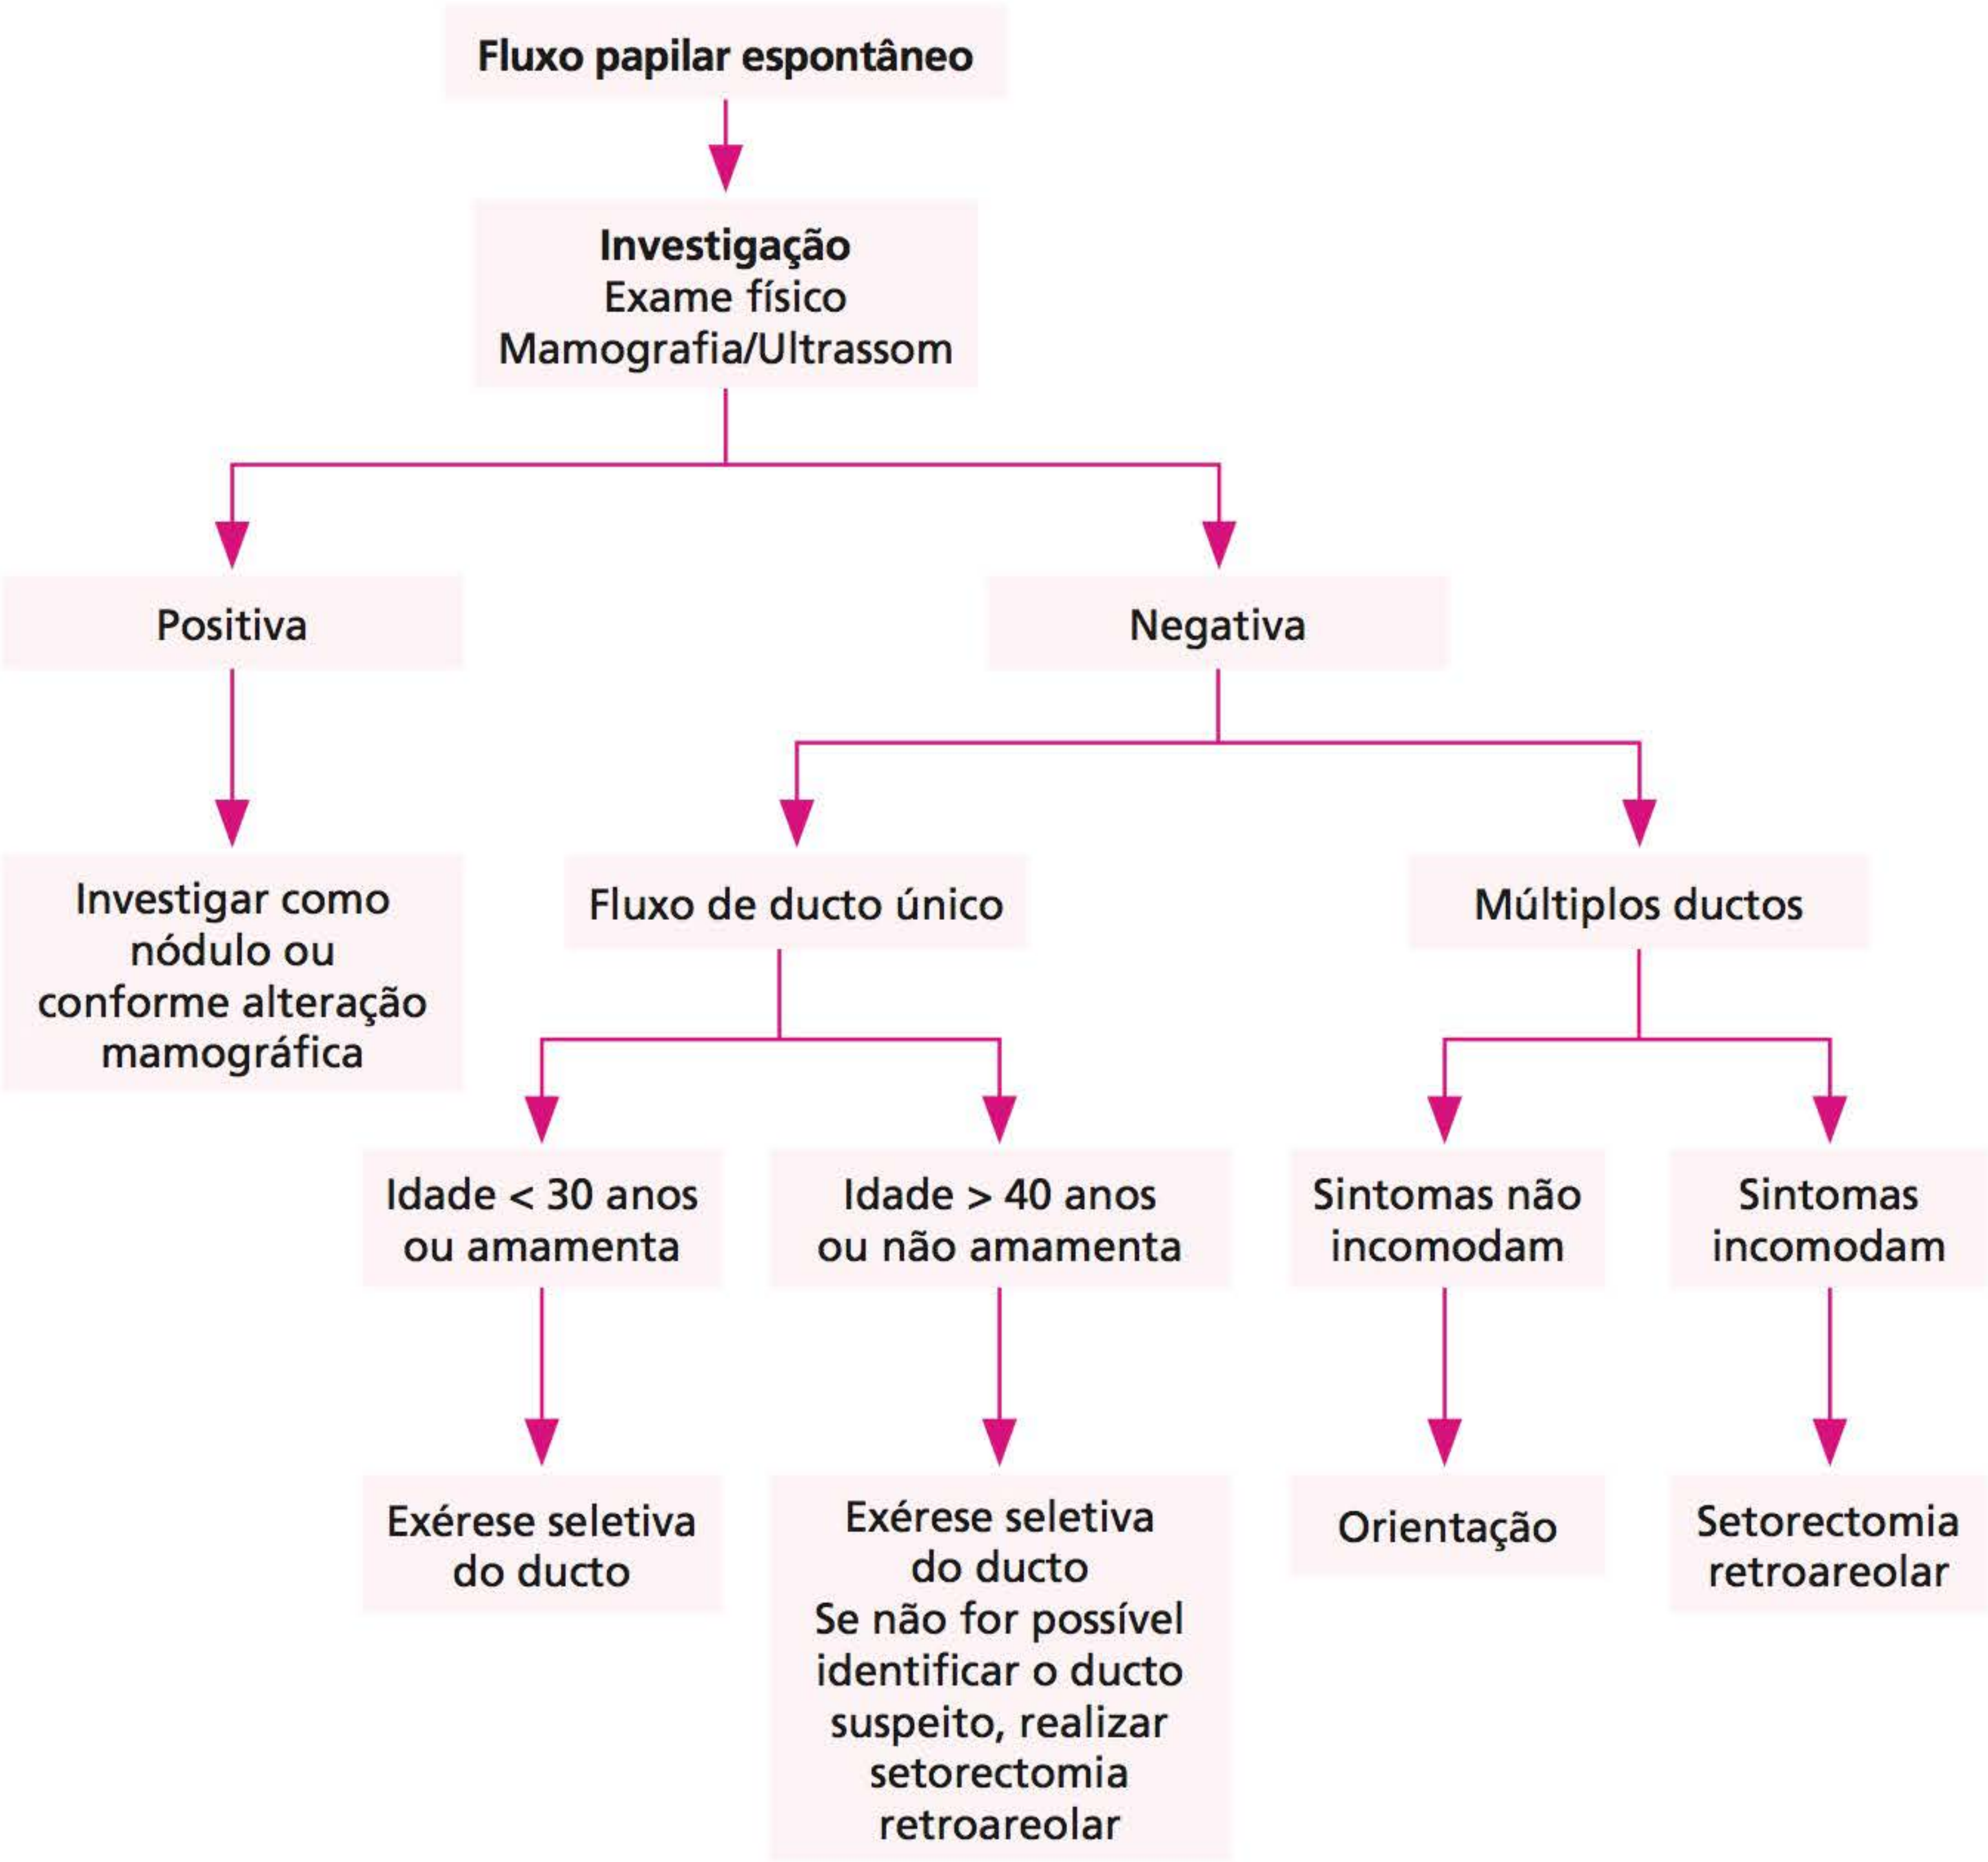 Fluxo papilar espontâneo
Investigação
Exame físico
Mamografia/Ultrassom
Positiva
Negativa
Investigar como
nódulo ou
conforme alteração
mamográfica
Fluxo de ducto único
Múltiplos ductos
Idade < 30 anos
ou amamenta
Idade > 40 anos
ou não amamenta
Sintomas não
incomodam
Sintomas
incomodam
Exérese seletiva
do ducto
Exérese seletiva
do ducto
Se não for possível
identificar o ducto
suspeito, realizar
setorectomia
retroareolar
Orientação
Setorectomia
retroareolar